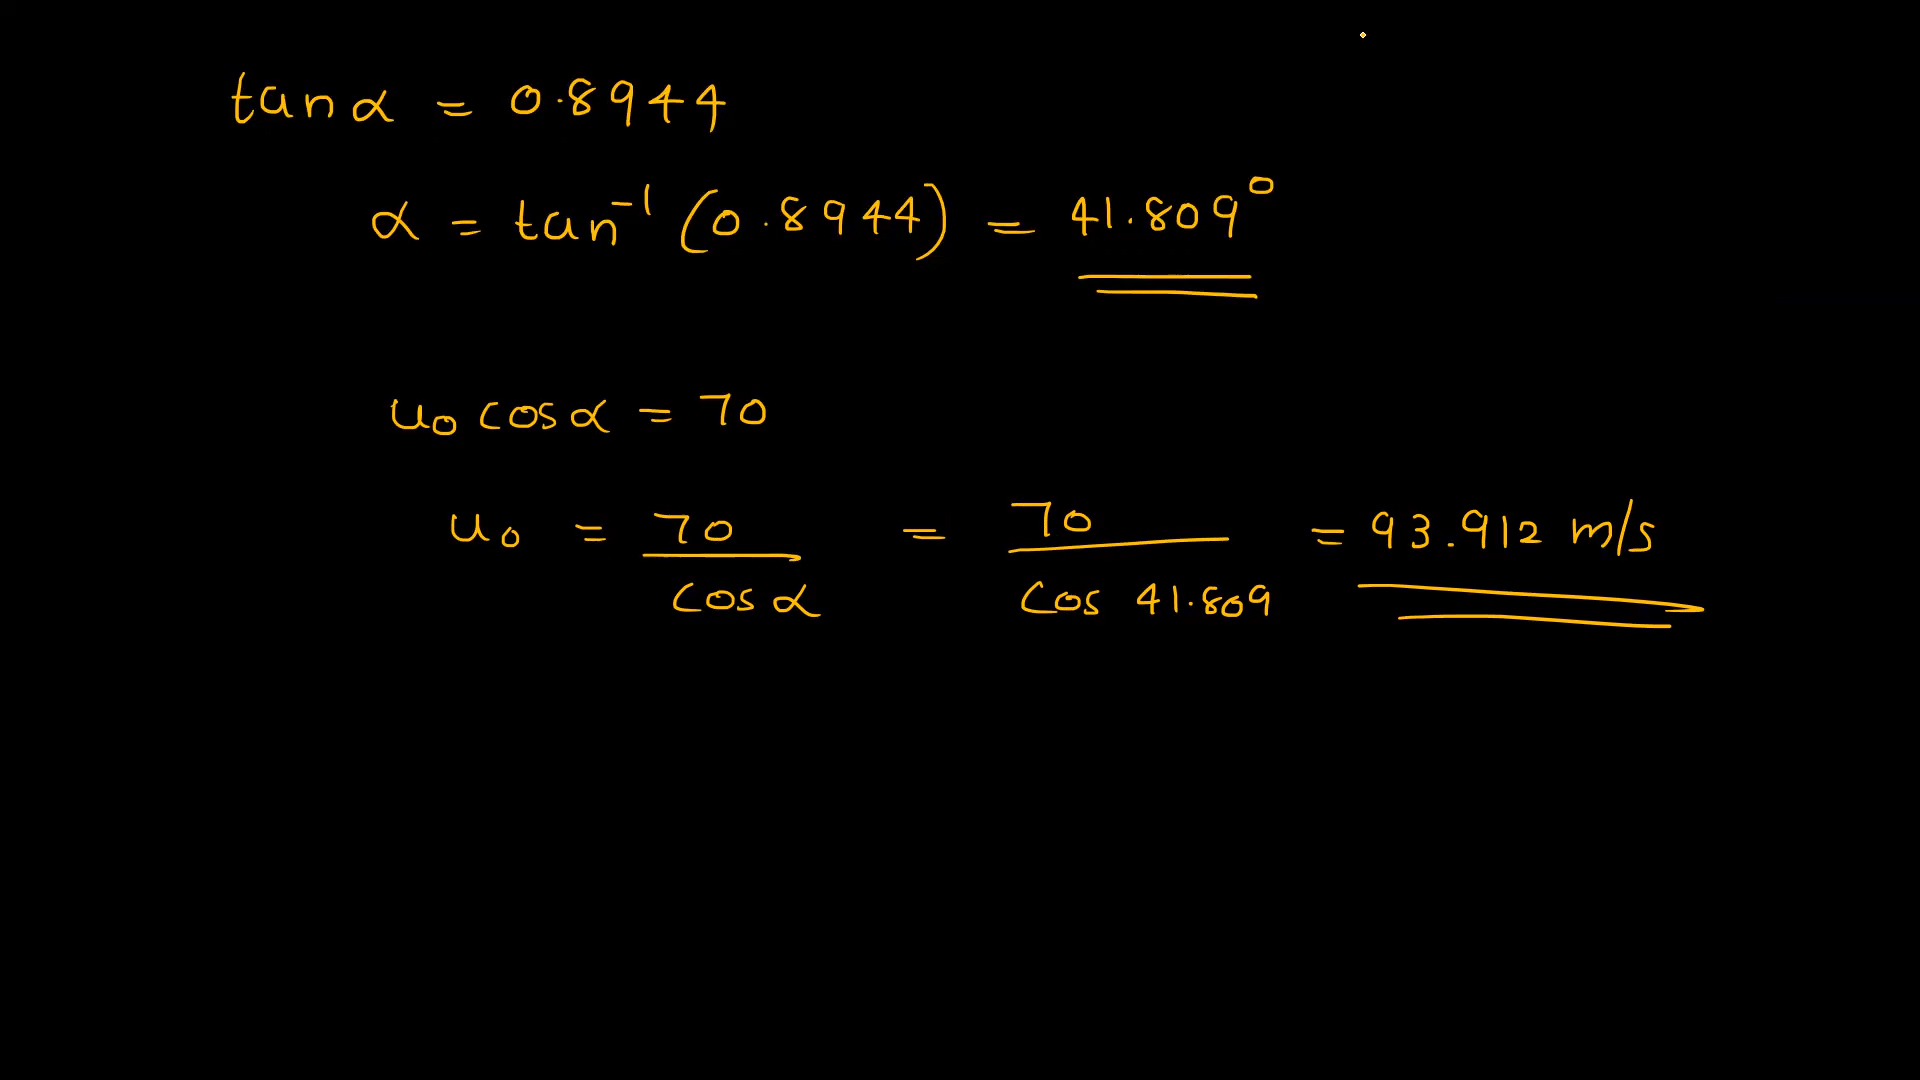 tan α = 0.8944
α = tan⁻¹ (0.8944) = 41.809⁰
u₀ cos α = 70
u₀ = 70/cos α = 70/cos 41.809 = 93.912 m/s